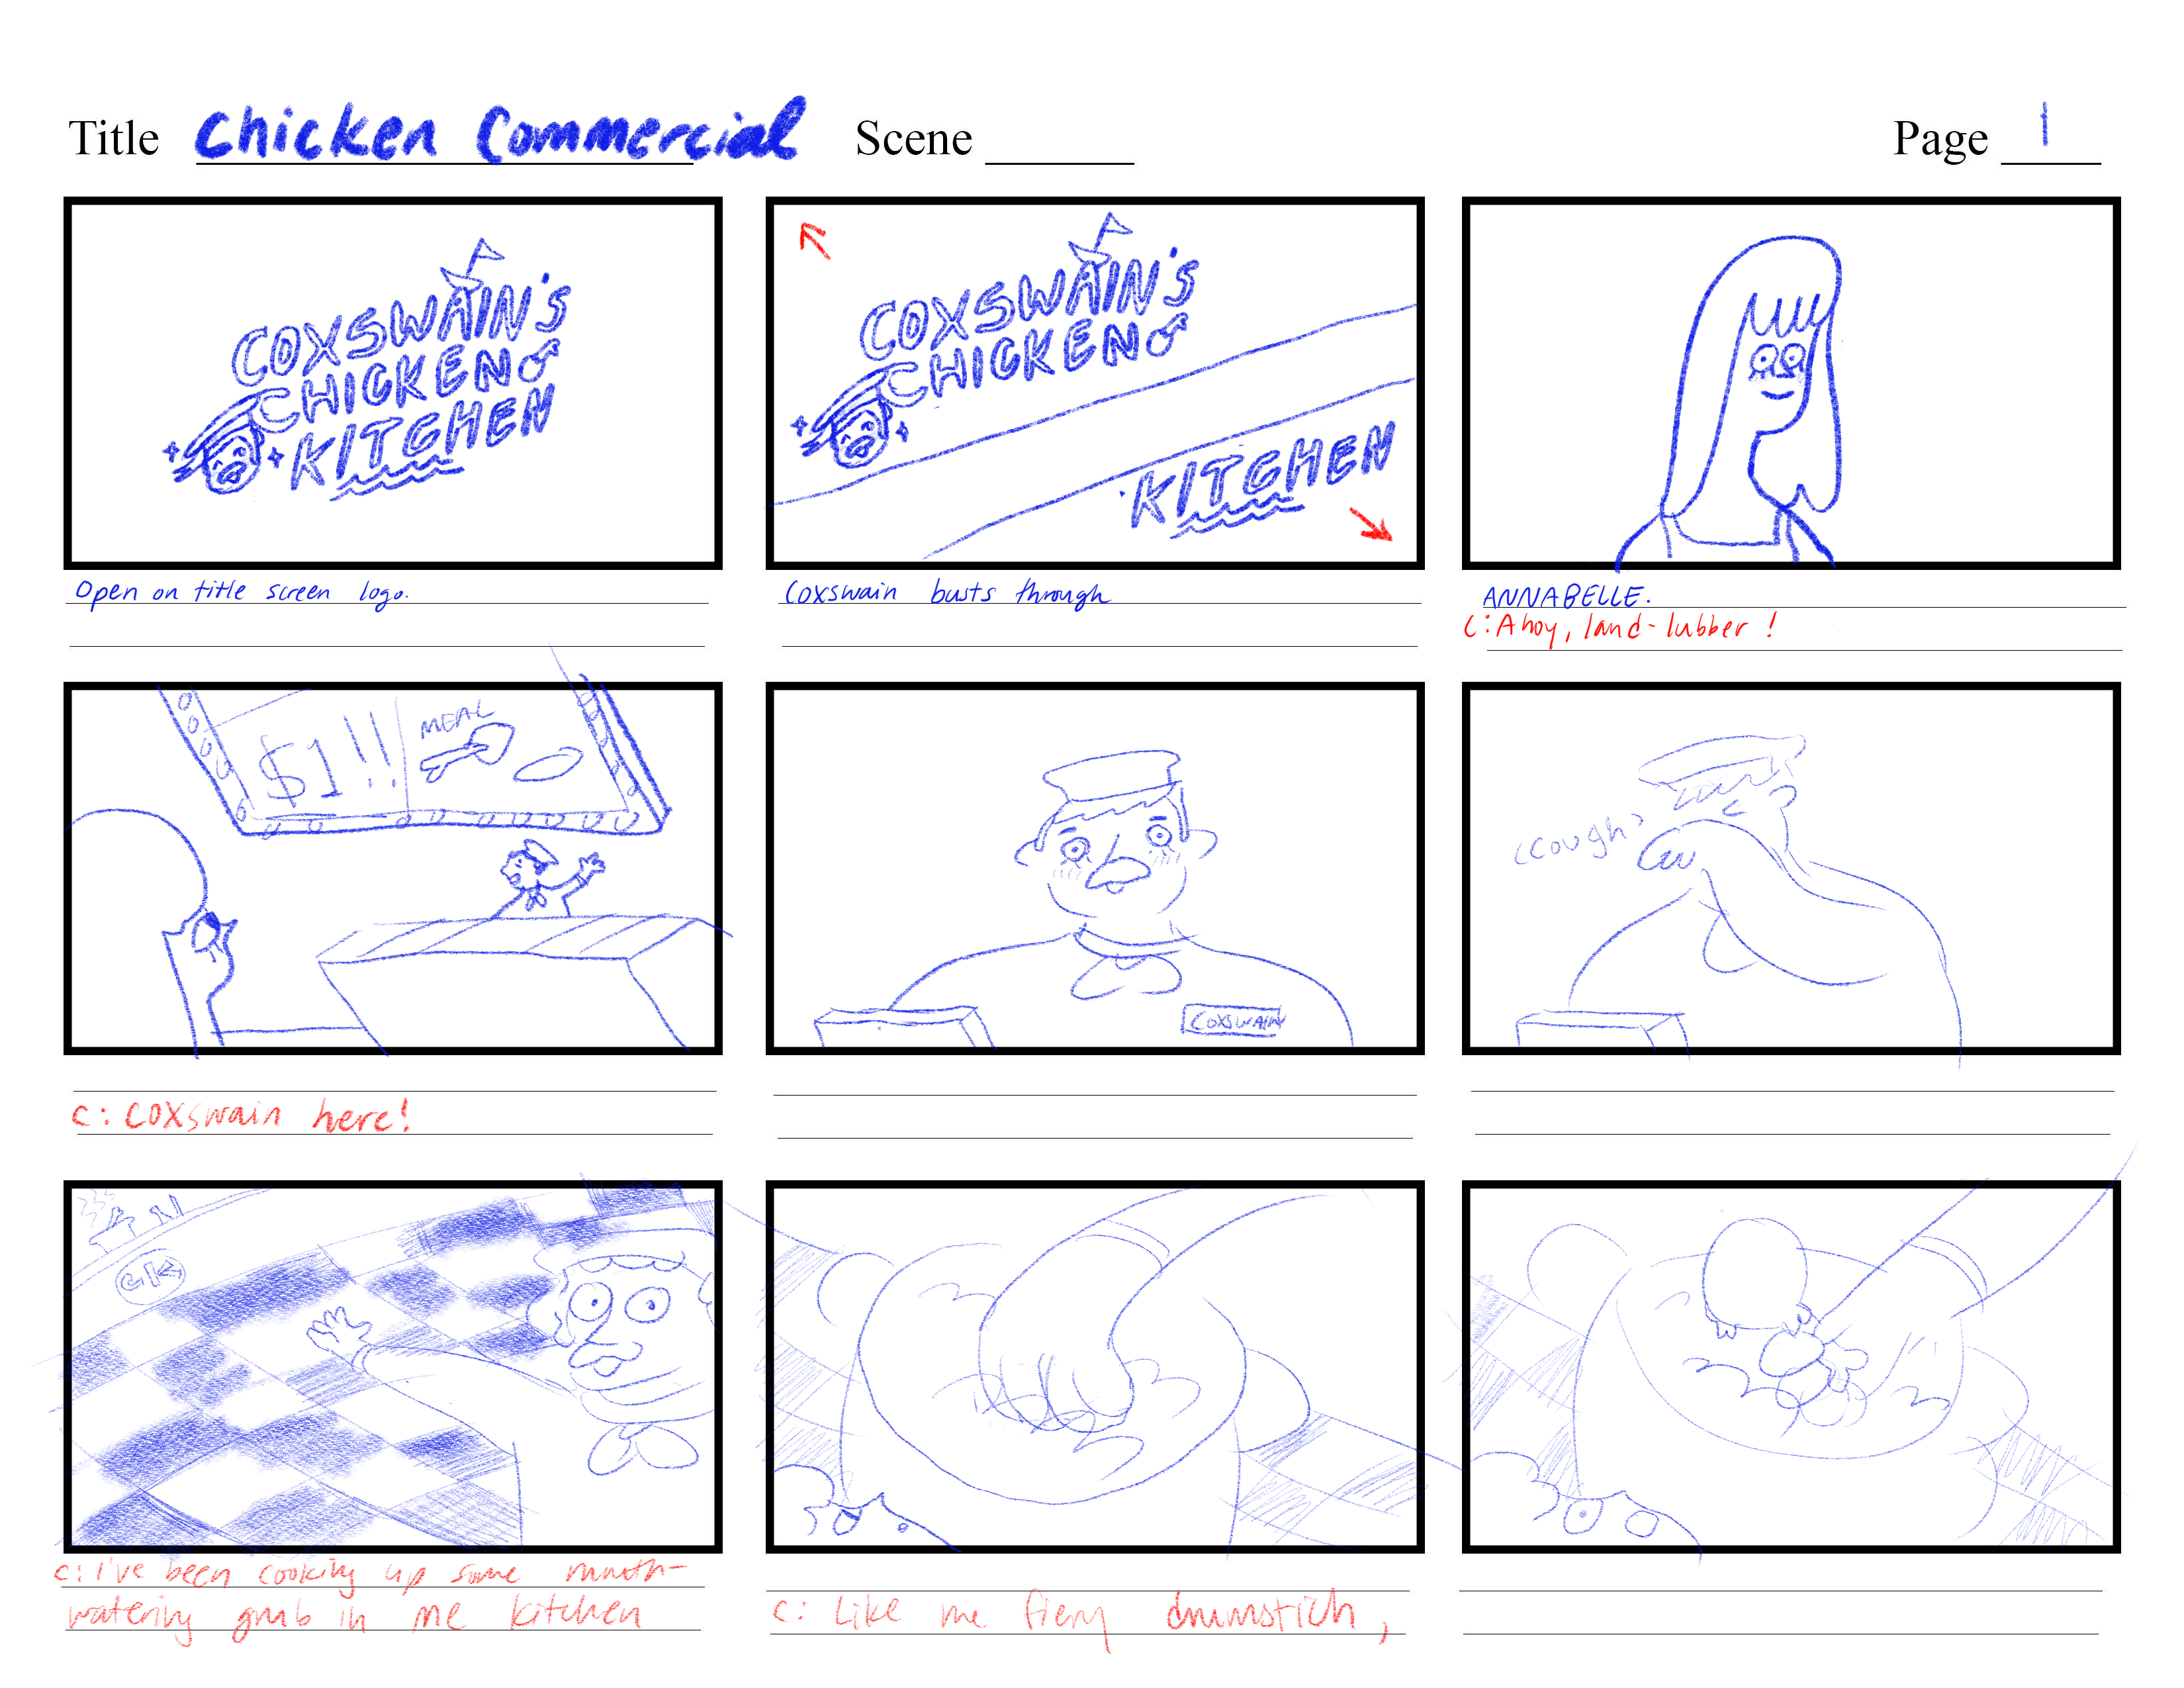 Title Chicken Commercial Scene Page 1
COXSWAIN'S
CHICKEN
KITCHEN
COXSWAIN'S
CHICKEN
KITCHEN
Open on title screen logo.
Coxswain busts through
ANNABELLE.
C: Ahoy, land-lubber!
$1!!
MEAL
COXSWAIN
(cough)
C: Coxswain here!
CK
C: I've been cooking up some mouth-
watering grub in me kitchen
C: Like me fiery drumstick,